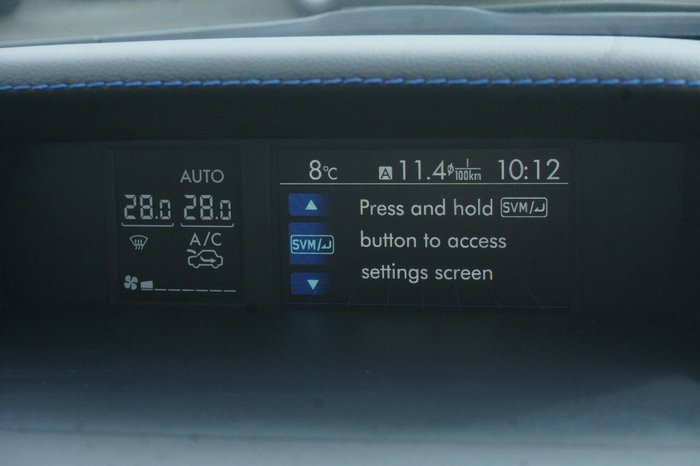 AUTO
28.0 28.0
A/C
8°C A 11.4 l/100km 10:12
Press and hold SVM/↵
SVM/↵ button to access
settings screen